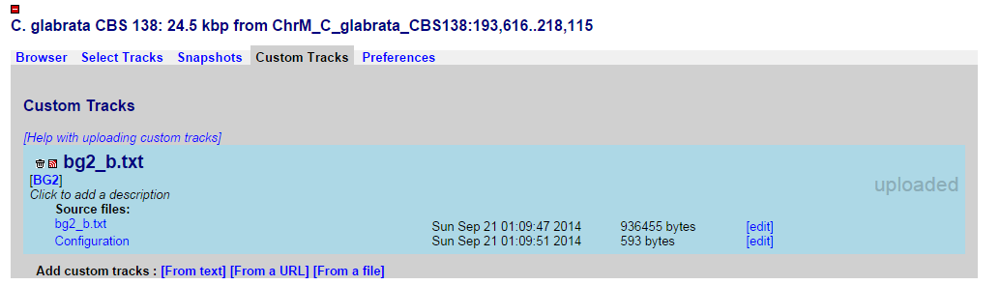 C. glabrata CBS 138: 24.5 kbp from ChrM_C_glabrata_CBS138:193,616..218,115
Browser Select Tracks Snapshots Custom Tracks Preferences
Custom Tracks
[Help with uploading custom tracks]
bg2_b.txt
[BG2]
uploaded
Click to add a description
Source files:
bg2_b.txt Sun Sep 21 01:09:47 2014 936455 bytes [edit]
Configuration Sun Sep 21 01:09:51 2014 593 bytes [edit]
Add custom tracks : [From text] [From a URL] [From a file]